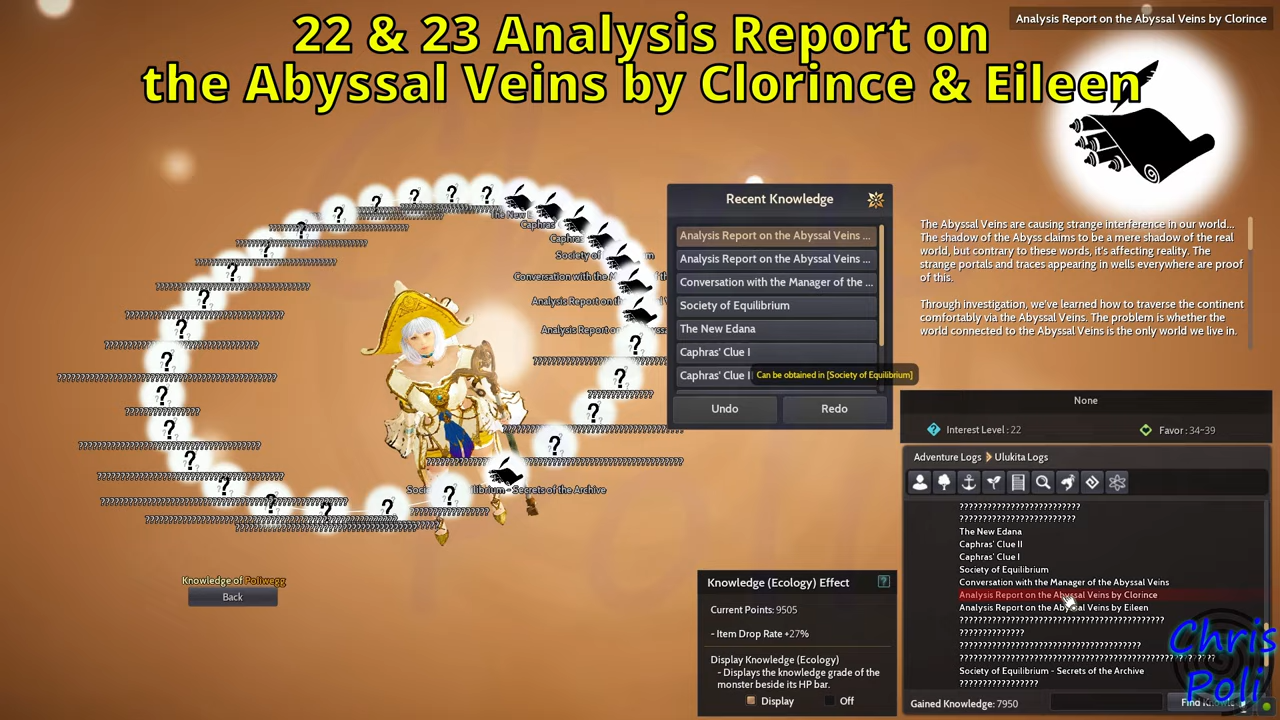 22 & 23 Analysis Report on
the Abyssal Veins by Clorince & Eileen
Analysis Report on the Abyssal Veins by Clorince
Recent Knowledge
Analysis Report on the Abyssal Veins ...
Analysis Report on the Abyssal Veins ...
Conversation with the Manager of the ...
Society of Equilibrium
The New Edana
Caphras' Clue I
Caphras' Clue I
Can be obtained in [Society of Equilibrium]
Undo
Redo
The Abyssal Veins are causing strange interference in our world...
The shadow of the Abyss claims to be a mere shadow of the real
world, but contrary to these words, it's affecting reality. The
strange portals and traces appearing in wells everywhere are proof
of this.
Through investigation, we've learned how to traverse the continent
comfortably via the Abyssal Veins. The problem is whether the
world connected to the Abyssal Veins is the only world we live in.
None
Interest Level : 22
Favor : 34~39
Adventure Logs
Ulukita Logs
??????????????????????????
?????????????????????????
The New Edana
Caphras' Clue II
Caphras' Clue I
Society of Equilibrium
Conversation with the Manager of the Abyssal Veins
Analysis Report on the Abyssal Veins by Clorince
Analysis Report on the Abyssal Veins by Eileen
Society of Equilibrium - Secrets of the Archive
Gained Knowledge: 7950
Knowledge (Ecology) Effect
Current Points: 9505
- Item Drop Rate +27%
Display Knowledge (Ecology)
- Displays the knowledge grade of the
monster beside its HP bar.
Display
Off
Knowledge of Poliwegg
Back
Chris
Poli